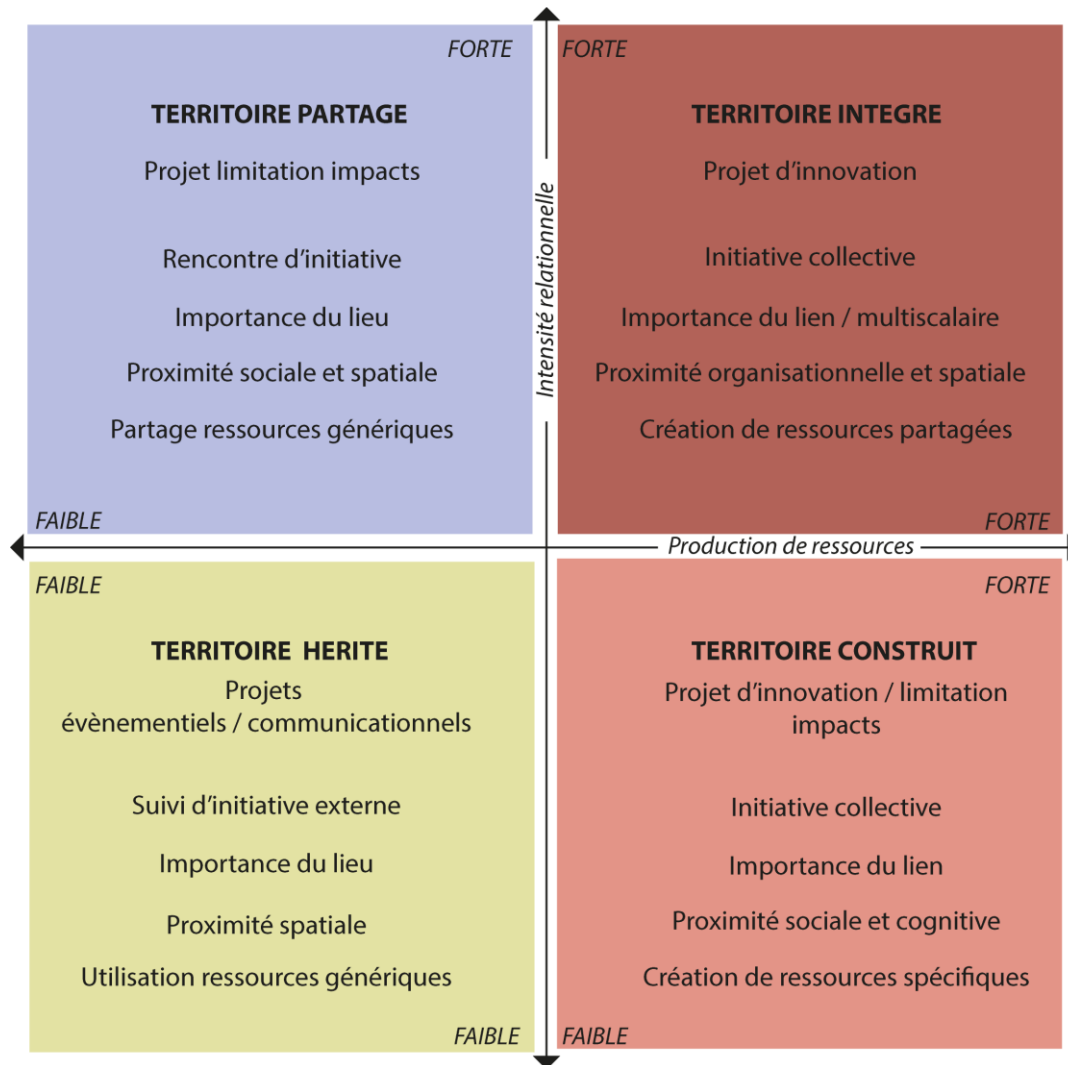 FORTE
TERRITOIRE PARTAGE
Projet limitation impacts
Rencontre d'initiative
Importance du lieu
Proximité sociale et spatiale
Partage ressources génériques
FAIBLE
Intensité relationnelle
FORTE
TERRITOIRE INTEGRE
Projet d'innovation
Initiative collective
Importance du lien / multiscalaire
Proximité organisationnelle et spatiale
Création de ressources partagées
FORTE
Production de ressources
FAIBLE
TERRITOIRE HERITE
Projets
évènementiels / communicationnels
Suivi d'initiative externe
Importance du lieu
Proximité spatiale
Utilisation ressources génériques
FAIBLE
FORTE
TERRITOIRE CONSTRUIT
Projet d'innovation / limitation
impacts
Initiative collective
Importance du lien
Proximité sociale et cognitive
Création de ressources spécifiques
FAIBLE